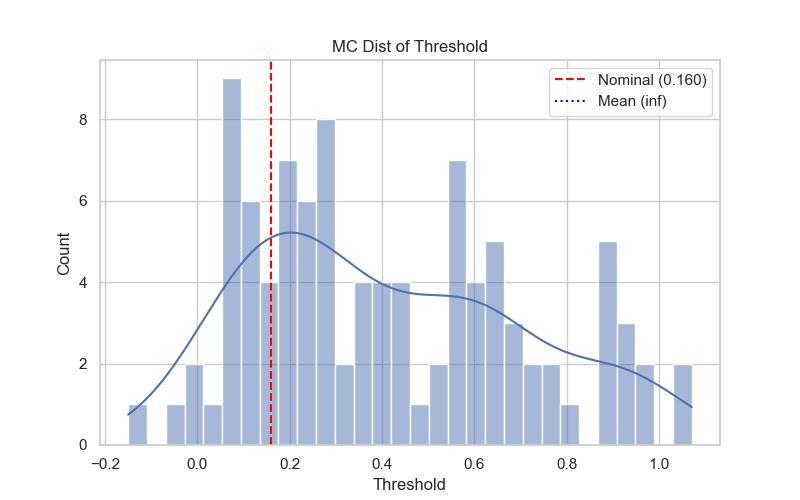 MC Dist of Threshold
Nominal (0.160)
Mean (inf)
Count
8
6
4
2
0
−0.2 0.0 0.2 0.4 0.6 0.8 1.0
Threshold